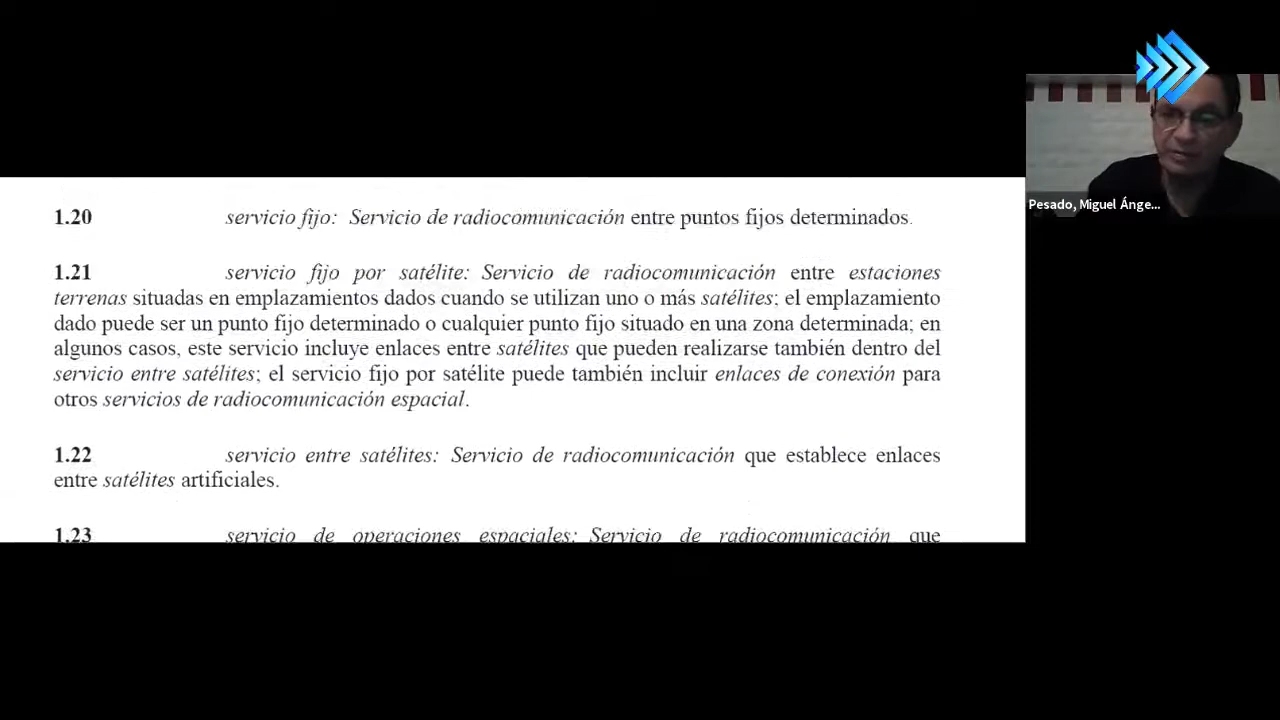 1.20 servicio fijo: Servicio de radiocomunicación entre puntos fijos determinados.
1.21 servicio fijo por satélite: Servicio de radiocomunicación entre estaciones
terrenas situadas en emplazamientos dados cuando se utilizan uno o más satélites; el emplazamiento
dado puede ser un punto fijo determinado o cualquier punto fijo situado en una zona determinada; en
algunos casos, este servicio incluye enlaces entre satélites que pueden realizarse también dentro del
servicio entre satélites; el servicio fijo por satélite puede también incluir enlaces de conexión para
otros servicios de radiocomunicación espacial.
1.22 servicio entre satélites: Servicio de radiocomunicación que establece enlaces
entre satélites artificiales.
1.23 servicio de operaciones espaciales: Servicio de radiocomunicación que
Pesado, Miguel Ánge...